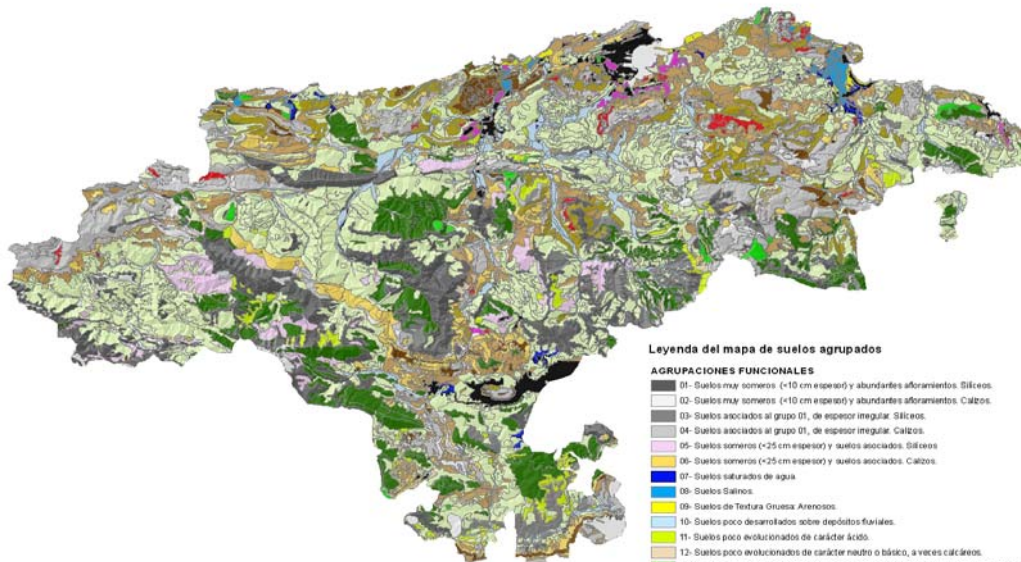 Leyenda del mapa de suelos agrupados
AGRUPACIONES FUNCIONALES
01- Suelos muy someros (<10 cm espesor) y abundantes afloramientos. Silíceos.
02- Suelos muy someros (<10 cm espesor) y abundantes afloramientos. Calizos.
03- Suelos asociados al grupo 01, de espesor irregular. Silíceos.
04- Suelos asociados al grupo 01, de espesor irregular. Calizos.
05- Suelos someros (<25 cm espesor) y suelos asociados. Silíceos
06- Suelos someros (<25 cm espesor) y suelos asociados. Calizos.
07- Suelos saturados de agua
08- Suelos Salinos.
09- Suelos de Textura Gruesa: Arenosos.
10- Suelos poco desarrollados sobre depósitos fluviales.
11- Suelos poco evolucionados de carácter ácido.
12- Suelos poco evolucionados de carácter neutro o básico, a veces calcáreos.